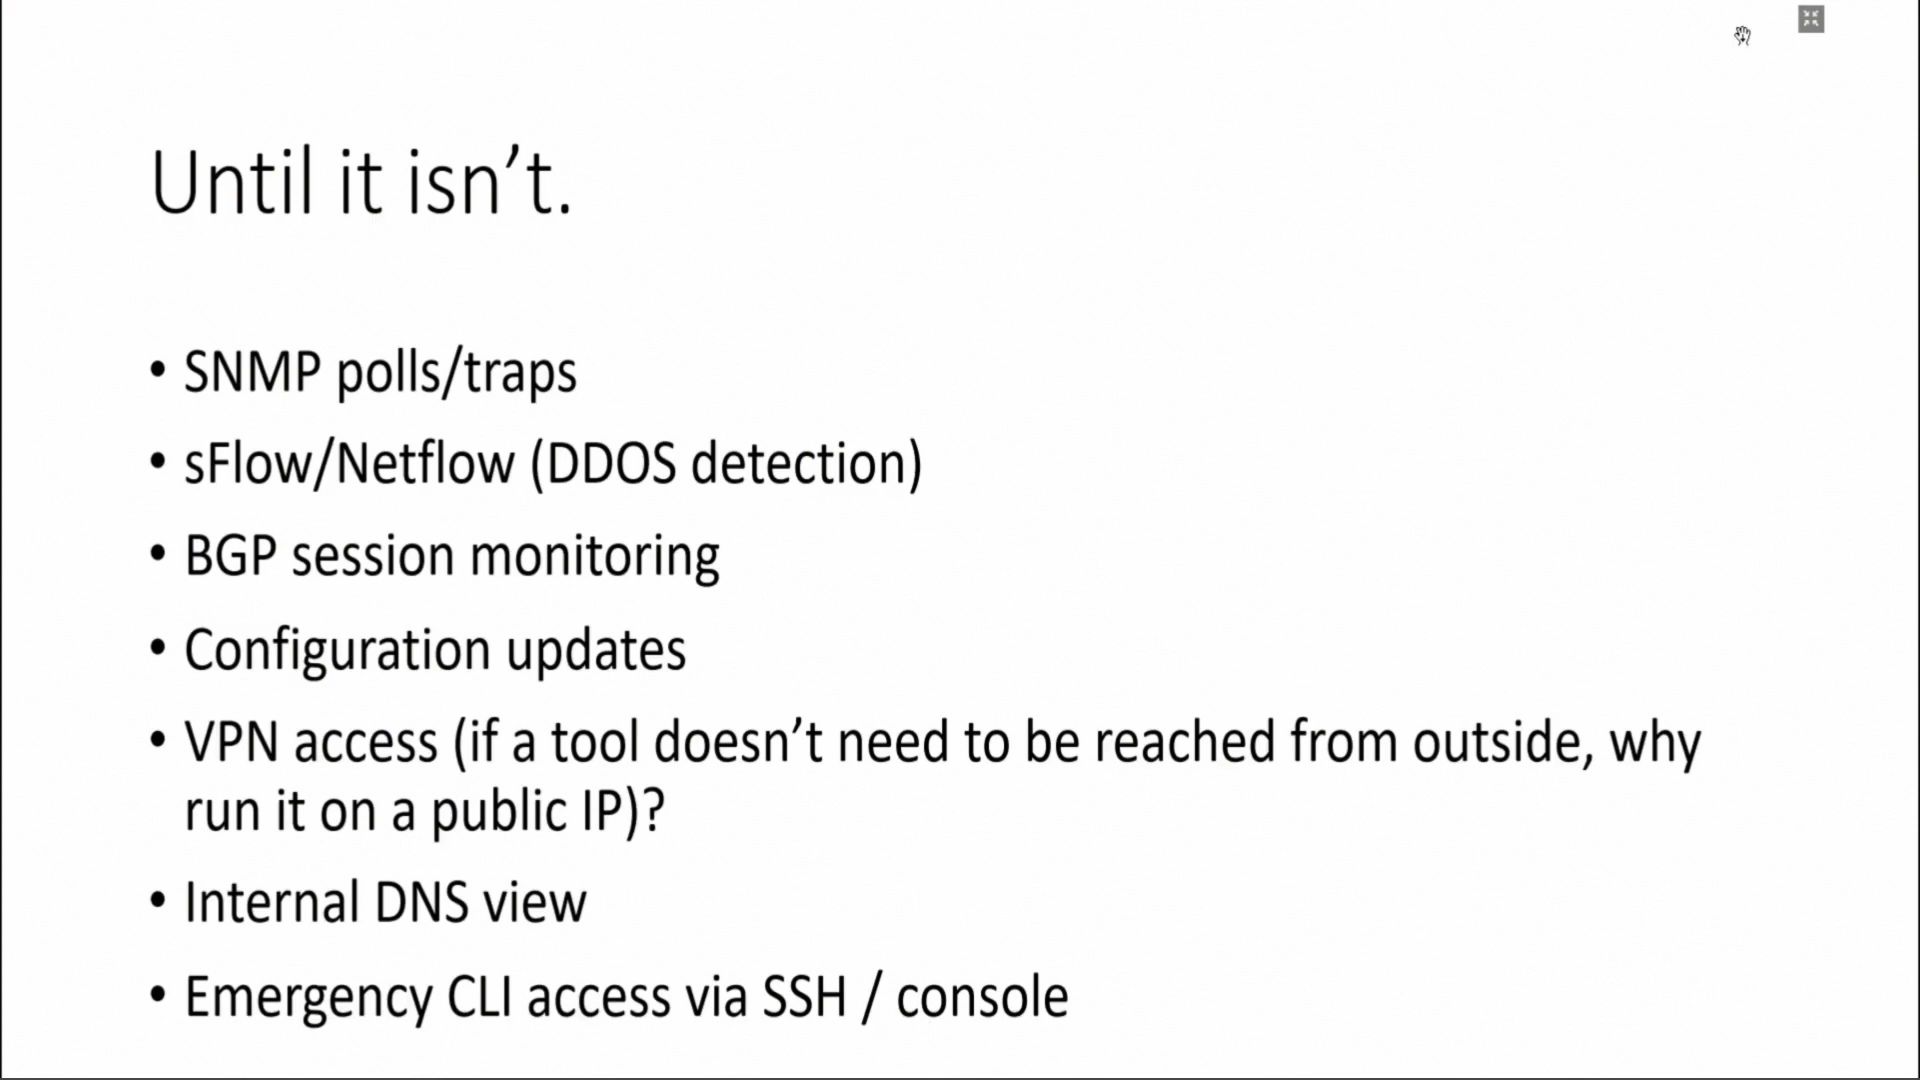 Until it isn’t.
• SNMP polls/traps
• sFlow/Netflow (DDOS detection)
• BGP session monitoring
• Configuration updates
• VPN access (if a tool doesn’t need to be reached from outside, why
run it on a public IP)?
• Internal DNS view
• Emergency CLI access via SSH / console